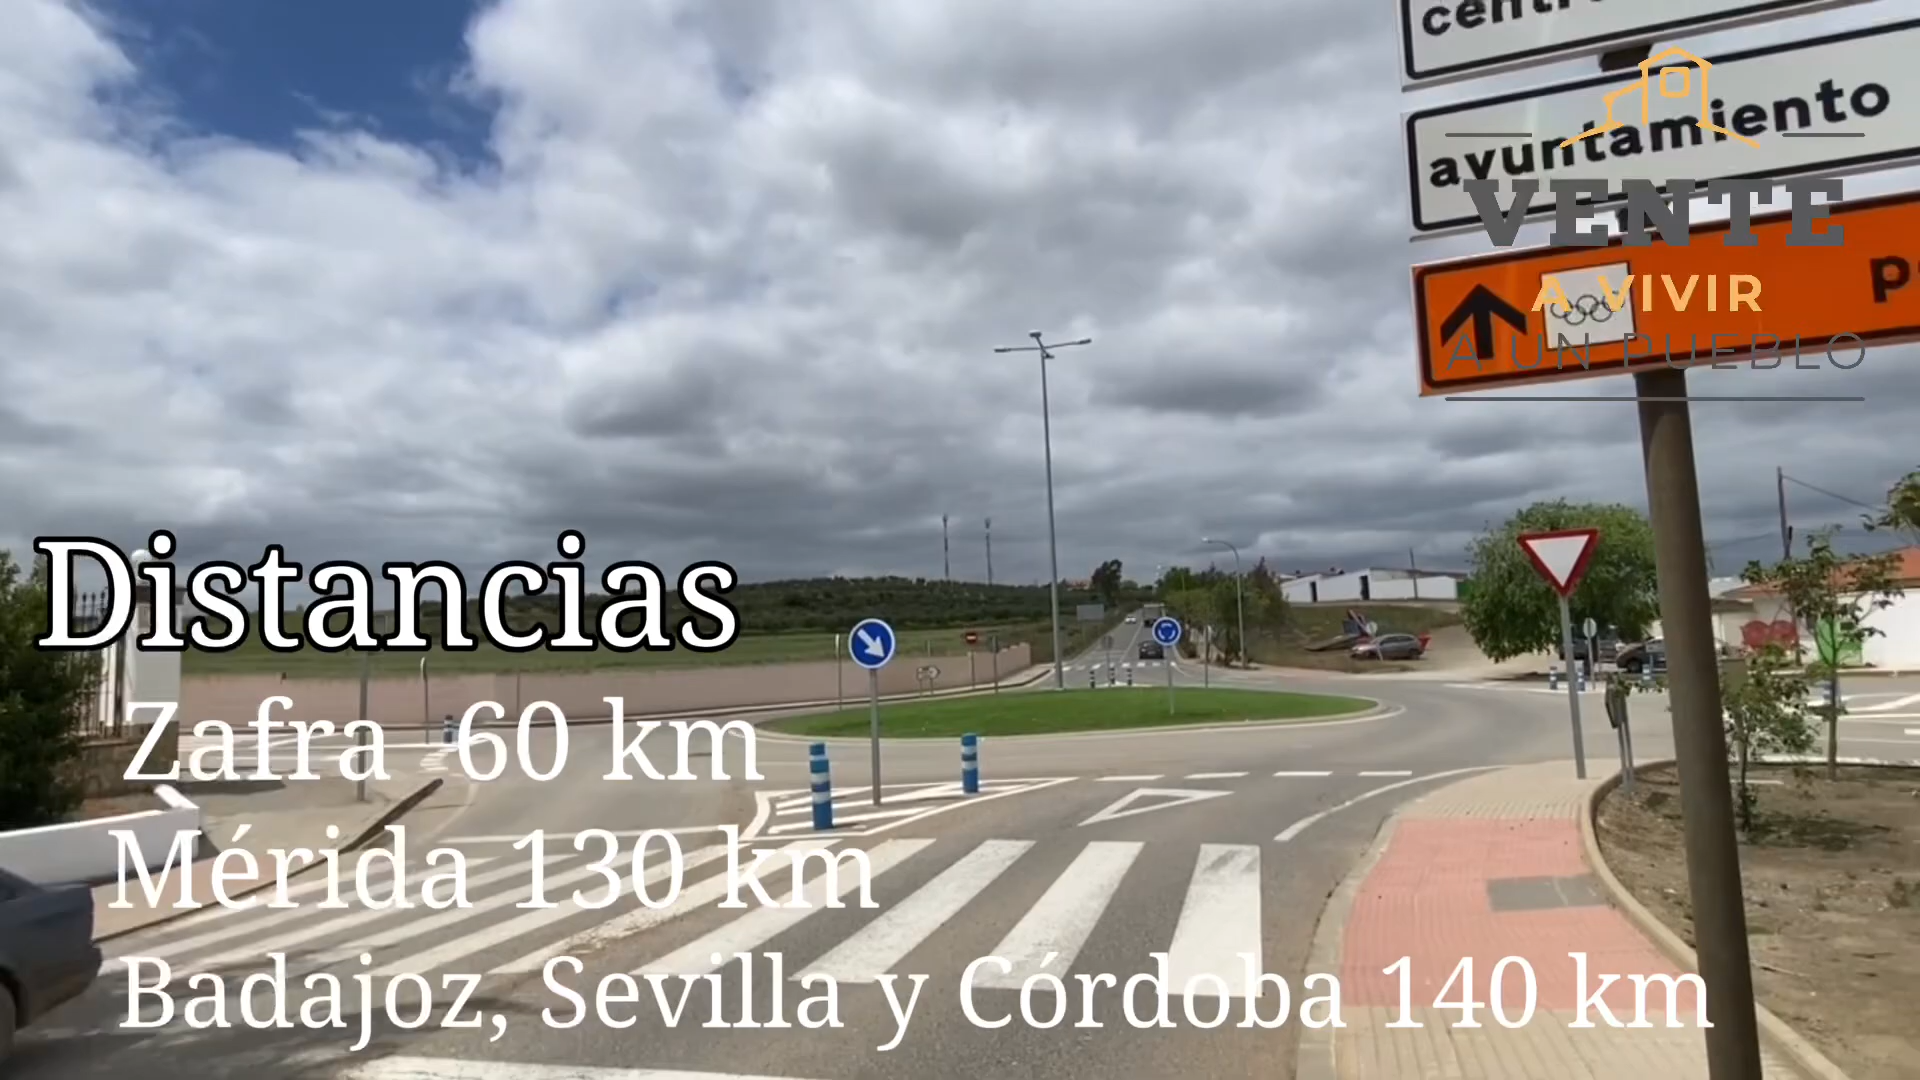 ayuntamiento
VENTE
A VIVIR
A UN PUEBLO
Distancias
Zafra 60 km
Mérida 130 km
Badajoz, Sevilla y Córdoba 140 km